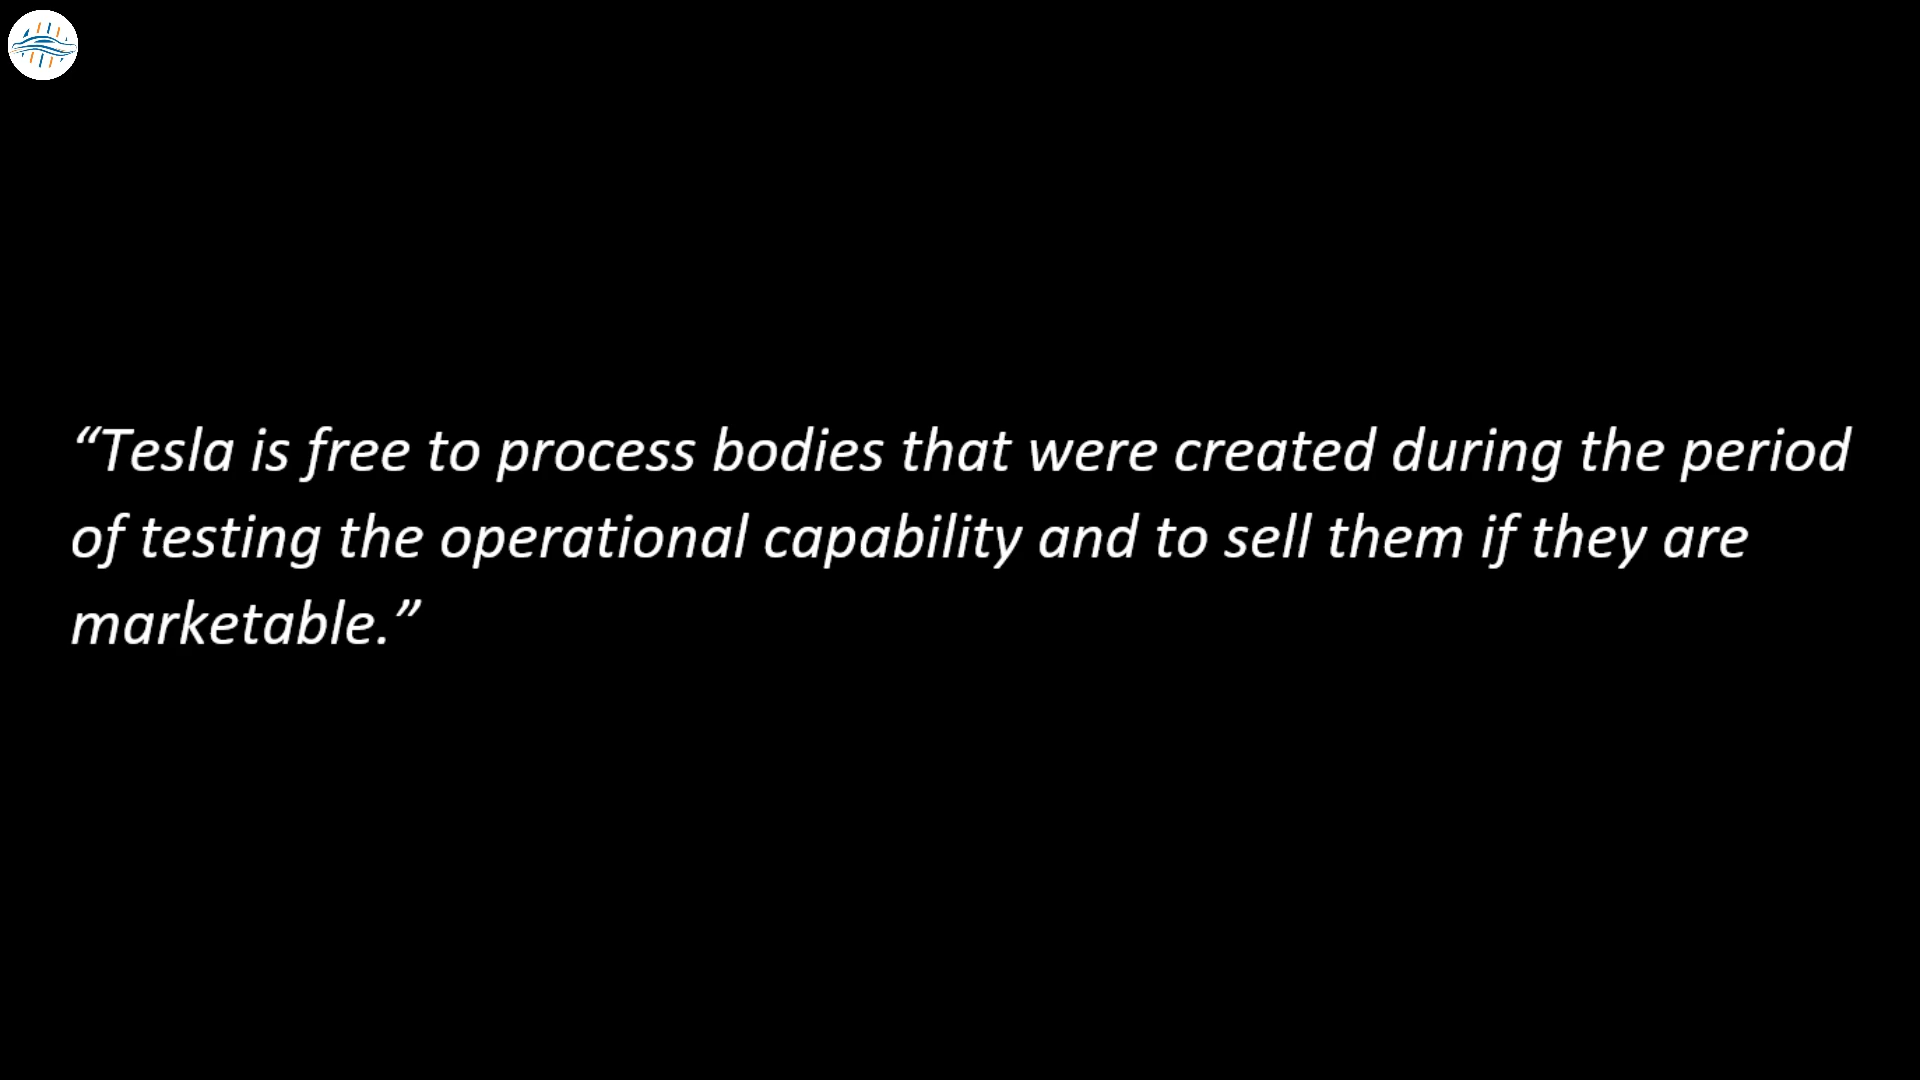 “Tesla is free to process bodies that were created during the period
of testing the operational capability and to sell them if they are
marketable.”